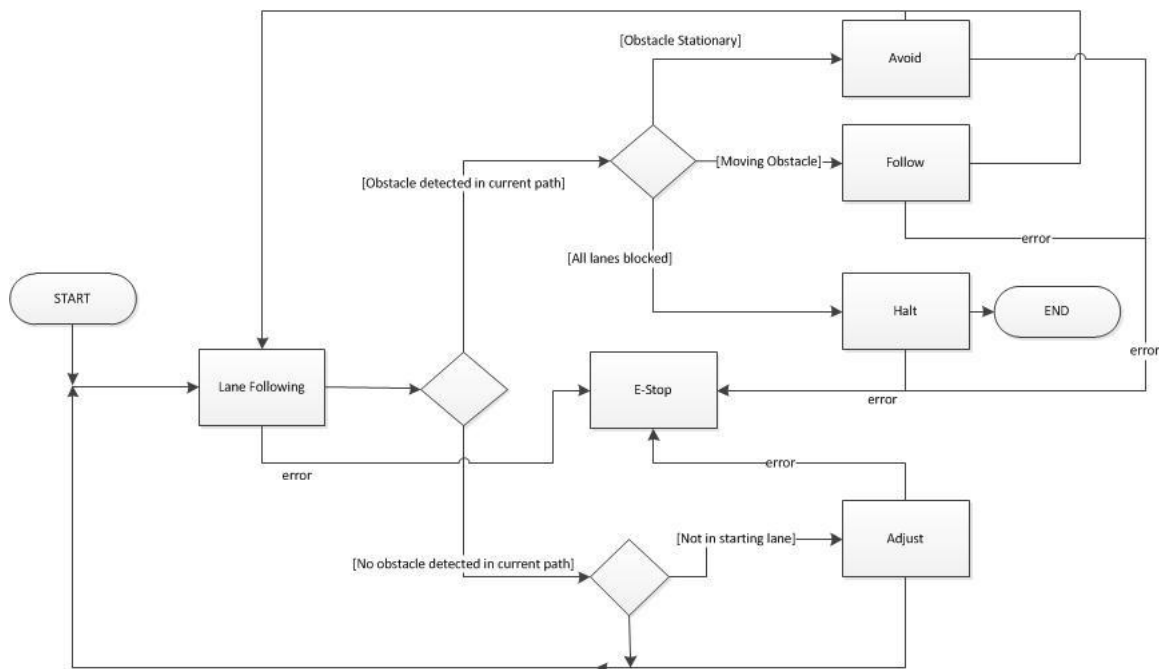 [Obstacle Stationary]
Avoid
[Moving Obstacle]
Follow
[Obstacle detected in current path]
error
[All lanes blocked]
START
Halt
END
error
Lane Following
E-Stop
error
error
error
[Not in starting lane]
Adjust
[No obstacle detected in current path]